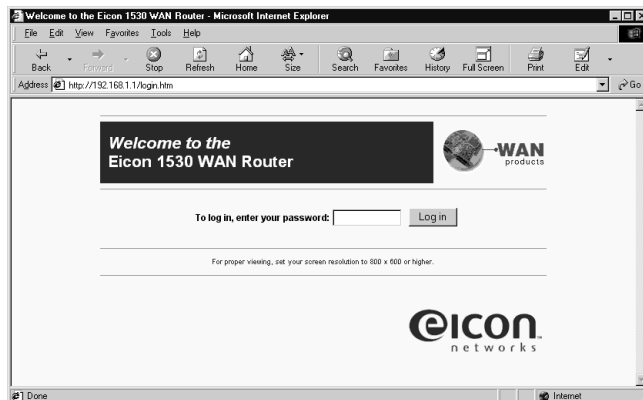 Welcome to the Eicon 1530 WAN Router - Microsoft Internet Explorer
File Edit View Favorites Tools Help
Back Forward Stop Refresh Home Size Search Favorites History Full Screen Print Edit
Address http://192.168.1.1/login.htm Go
Welcome to the
Eicon 1530 WAN Router
WAN
products
To log in, enter your password: Log in
For proper viewing, set your screen resolution to 800 x 600 or higher.
eicon
networks
Done Internet